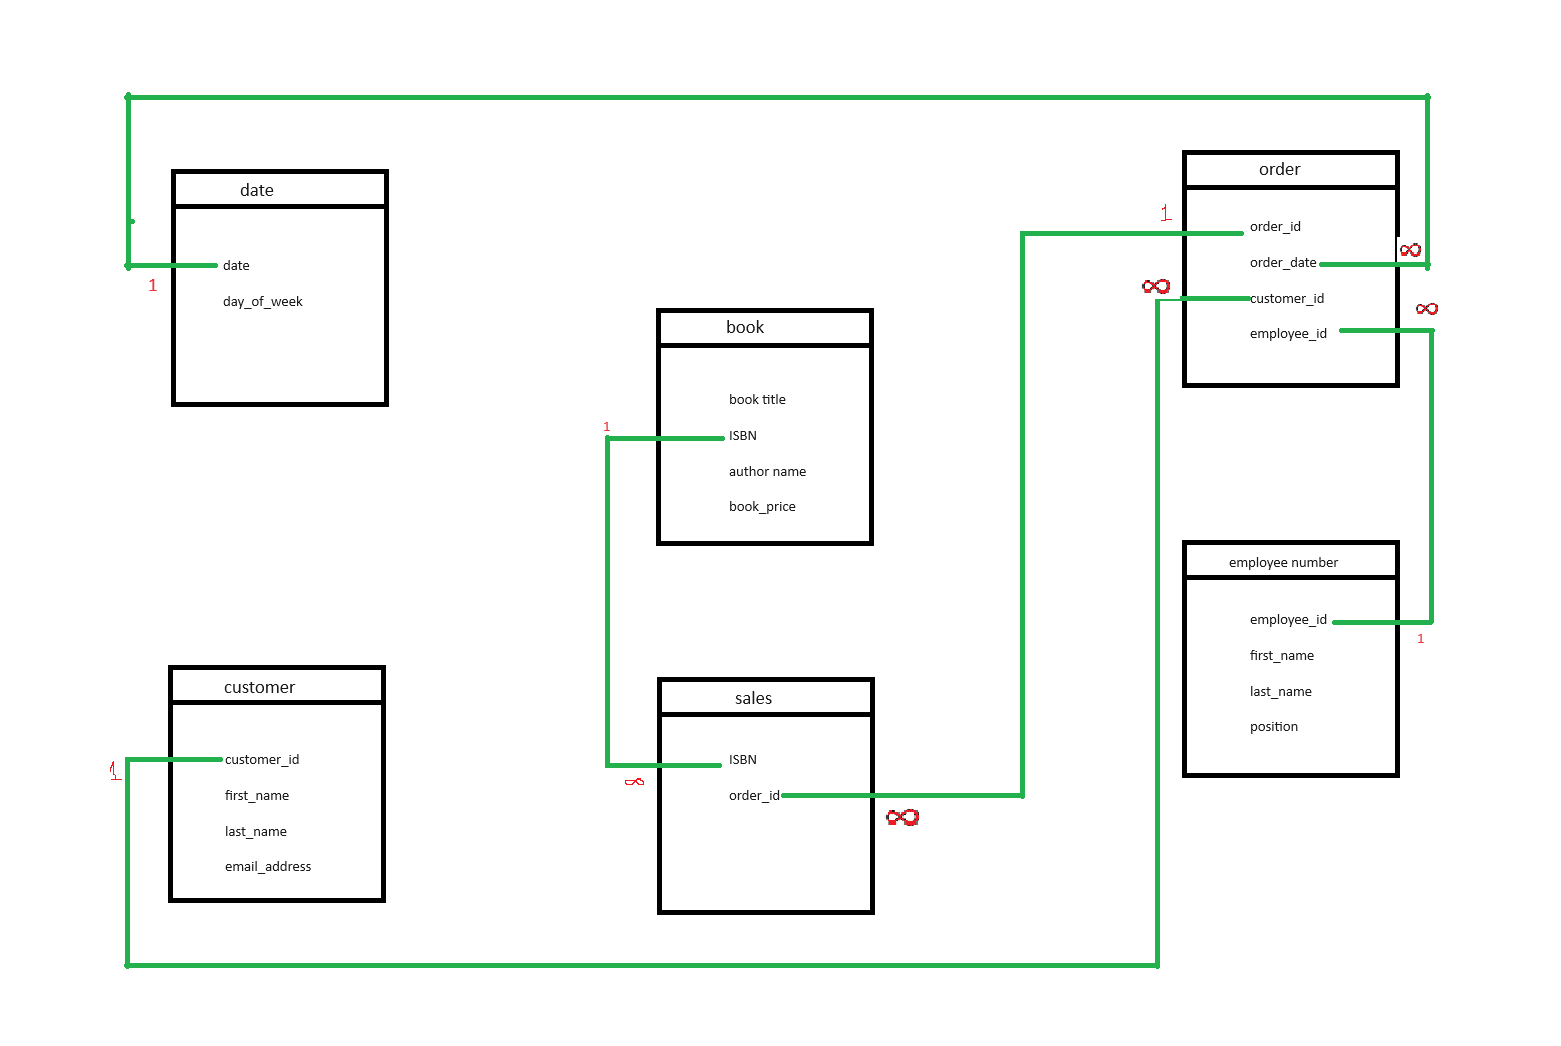 date
date
day_of_week
1
order
order_id
order_date
customer_id
employee_id
1
∞
∞
∞
book
book title
ISBN
author name
book_price
1
employee number
employee_id
first_name
last_name
position
1
customer
customer_id
first_name
last_name
email_address
1
sales
ISBN
order_id
∞
∞